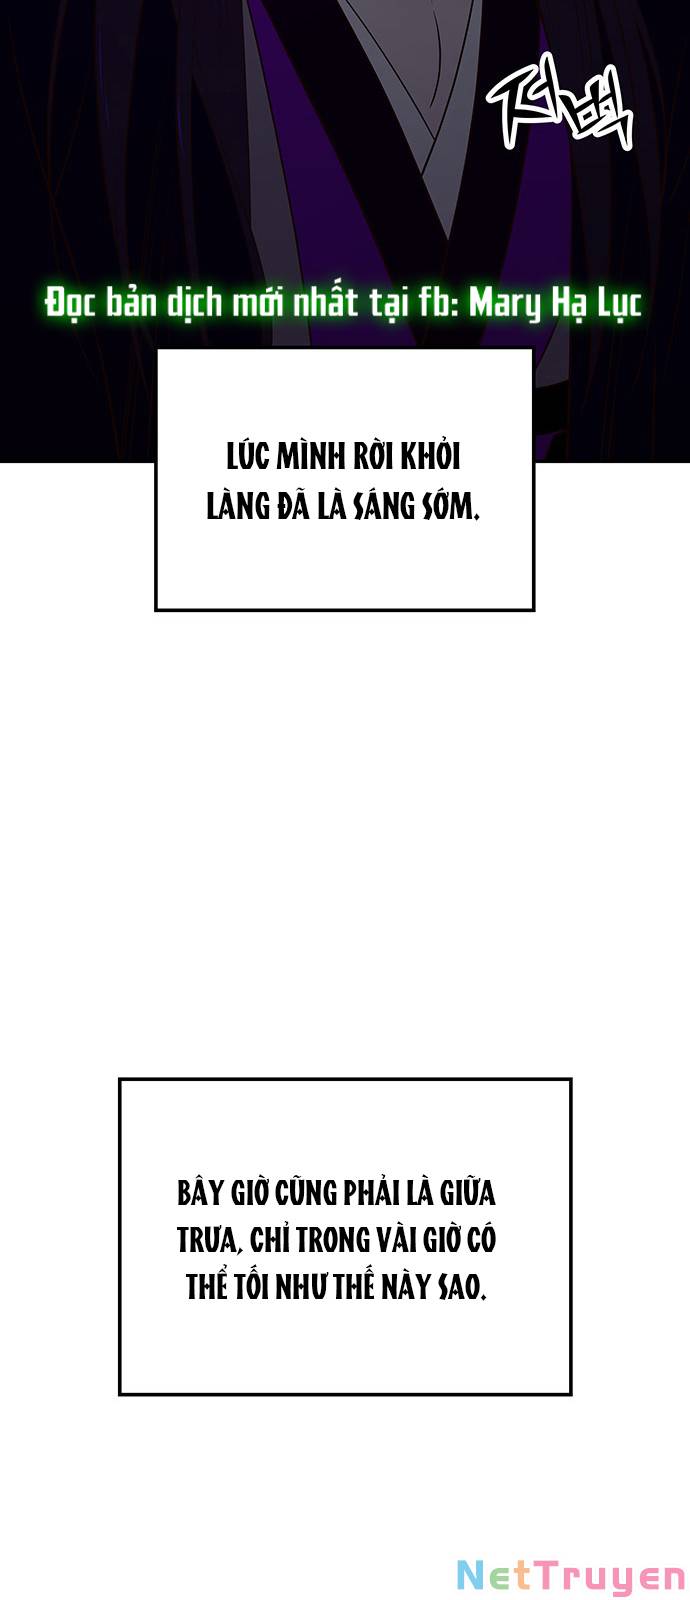 저벅
Đọc bản dịch mới nhất tại fb: Mary Hạ Lục
LÚC MÌNH RỜI KHỎI
LÀNG ĐÃ LÀ SÁNG SỚM.
BÂY GIỜ CŨNG PHẢI LÀ GIỮA
TRƯA, CHỈ TRONG VÀI GIỜ CÓ
THỂ TỐI NHƯ THẾ NÀY SAO.
NetTruyen